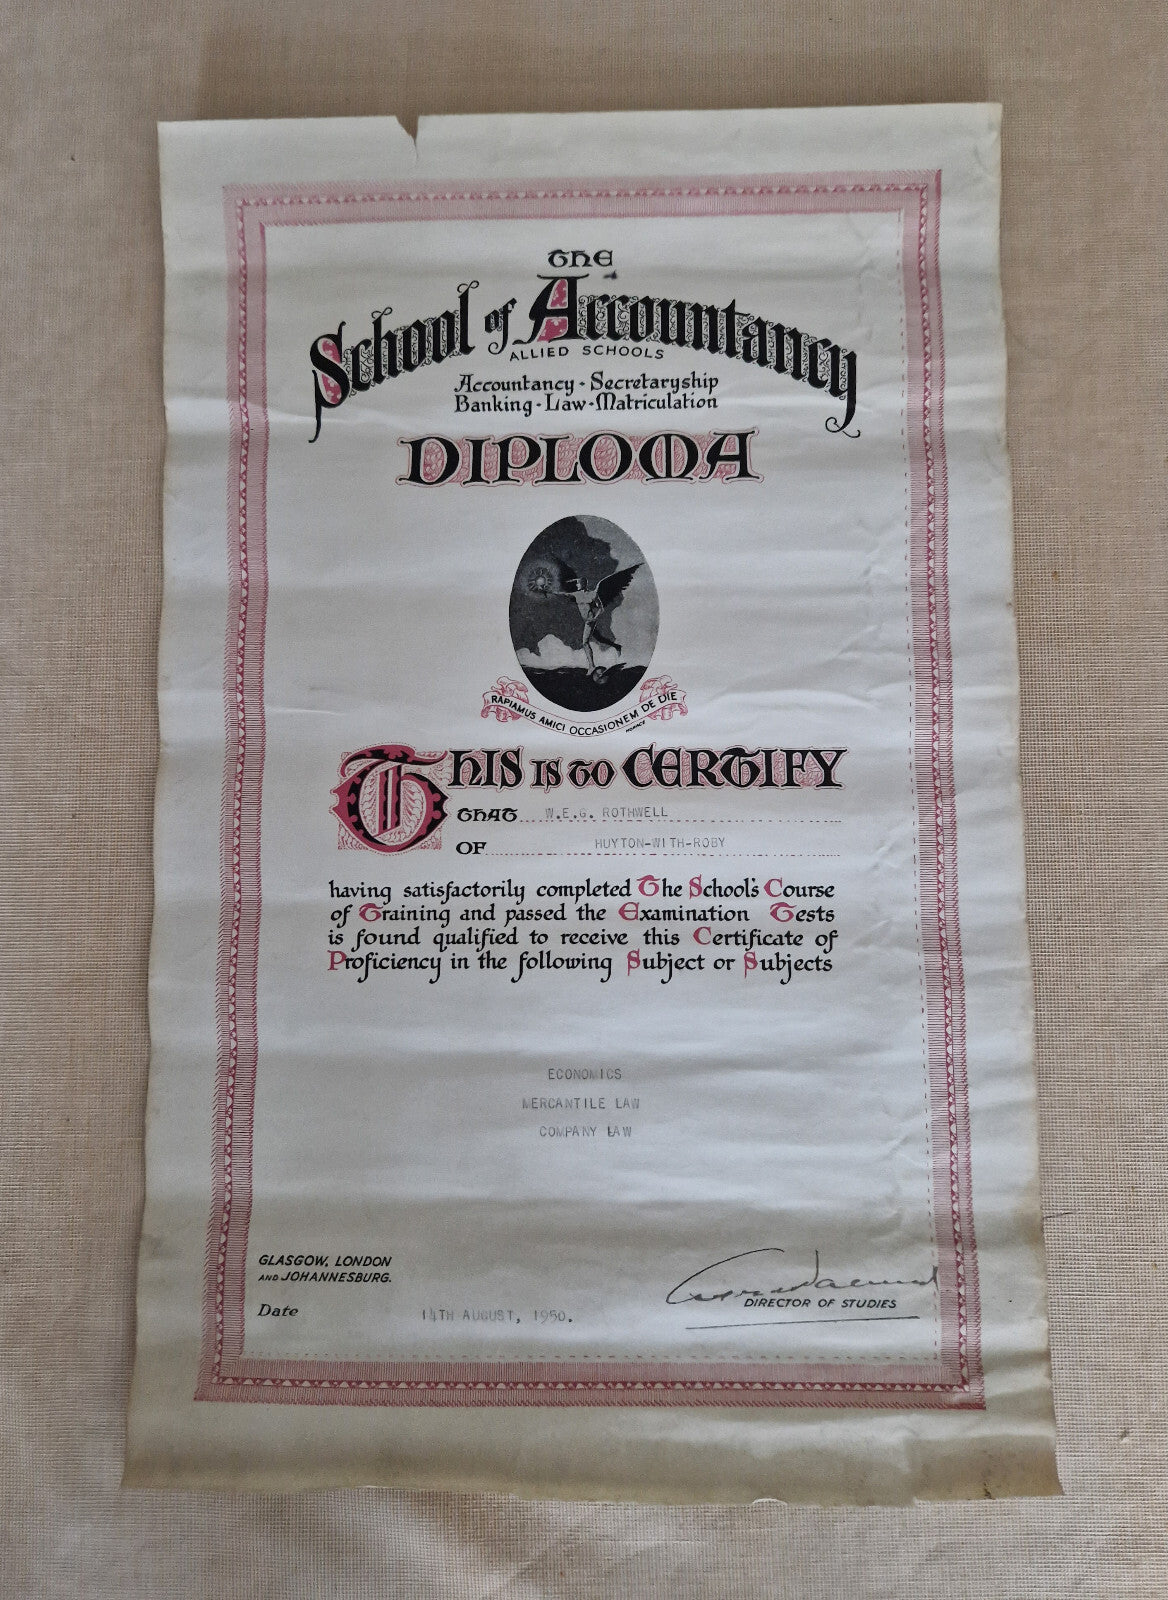 THE
School of Accountancy
ALLIED SCHOOLS
Accountancy - Secretaryship
Banking - Law - Matriculation
DIPLOMA
RAPIAMUS AMICI OCCASIONEM DE DIE
HORACE
THIS IS TO CERTIFY
THAT W.E.G. ROTHWELL
OF HUYTON-WITH-ROBY
having satisfactorily completed The School's Course
of Training and passed the Examination Tests
is found qualified to receive this Certificate of
Proficiency in the following Subject or Subjects
ECONOMICS
MERCANTILE LAW
COMPANY LAW
GLASGOW, LONDON
AND JOHANNESBURG.
DIRECTOR OF STUDIES
Date 14TH AUGUST, 1950.